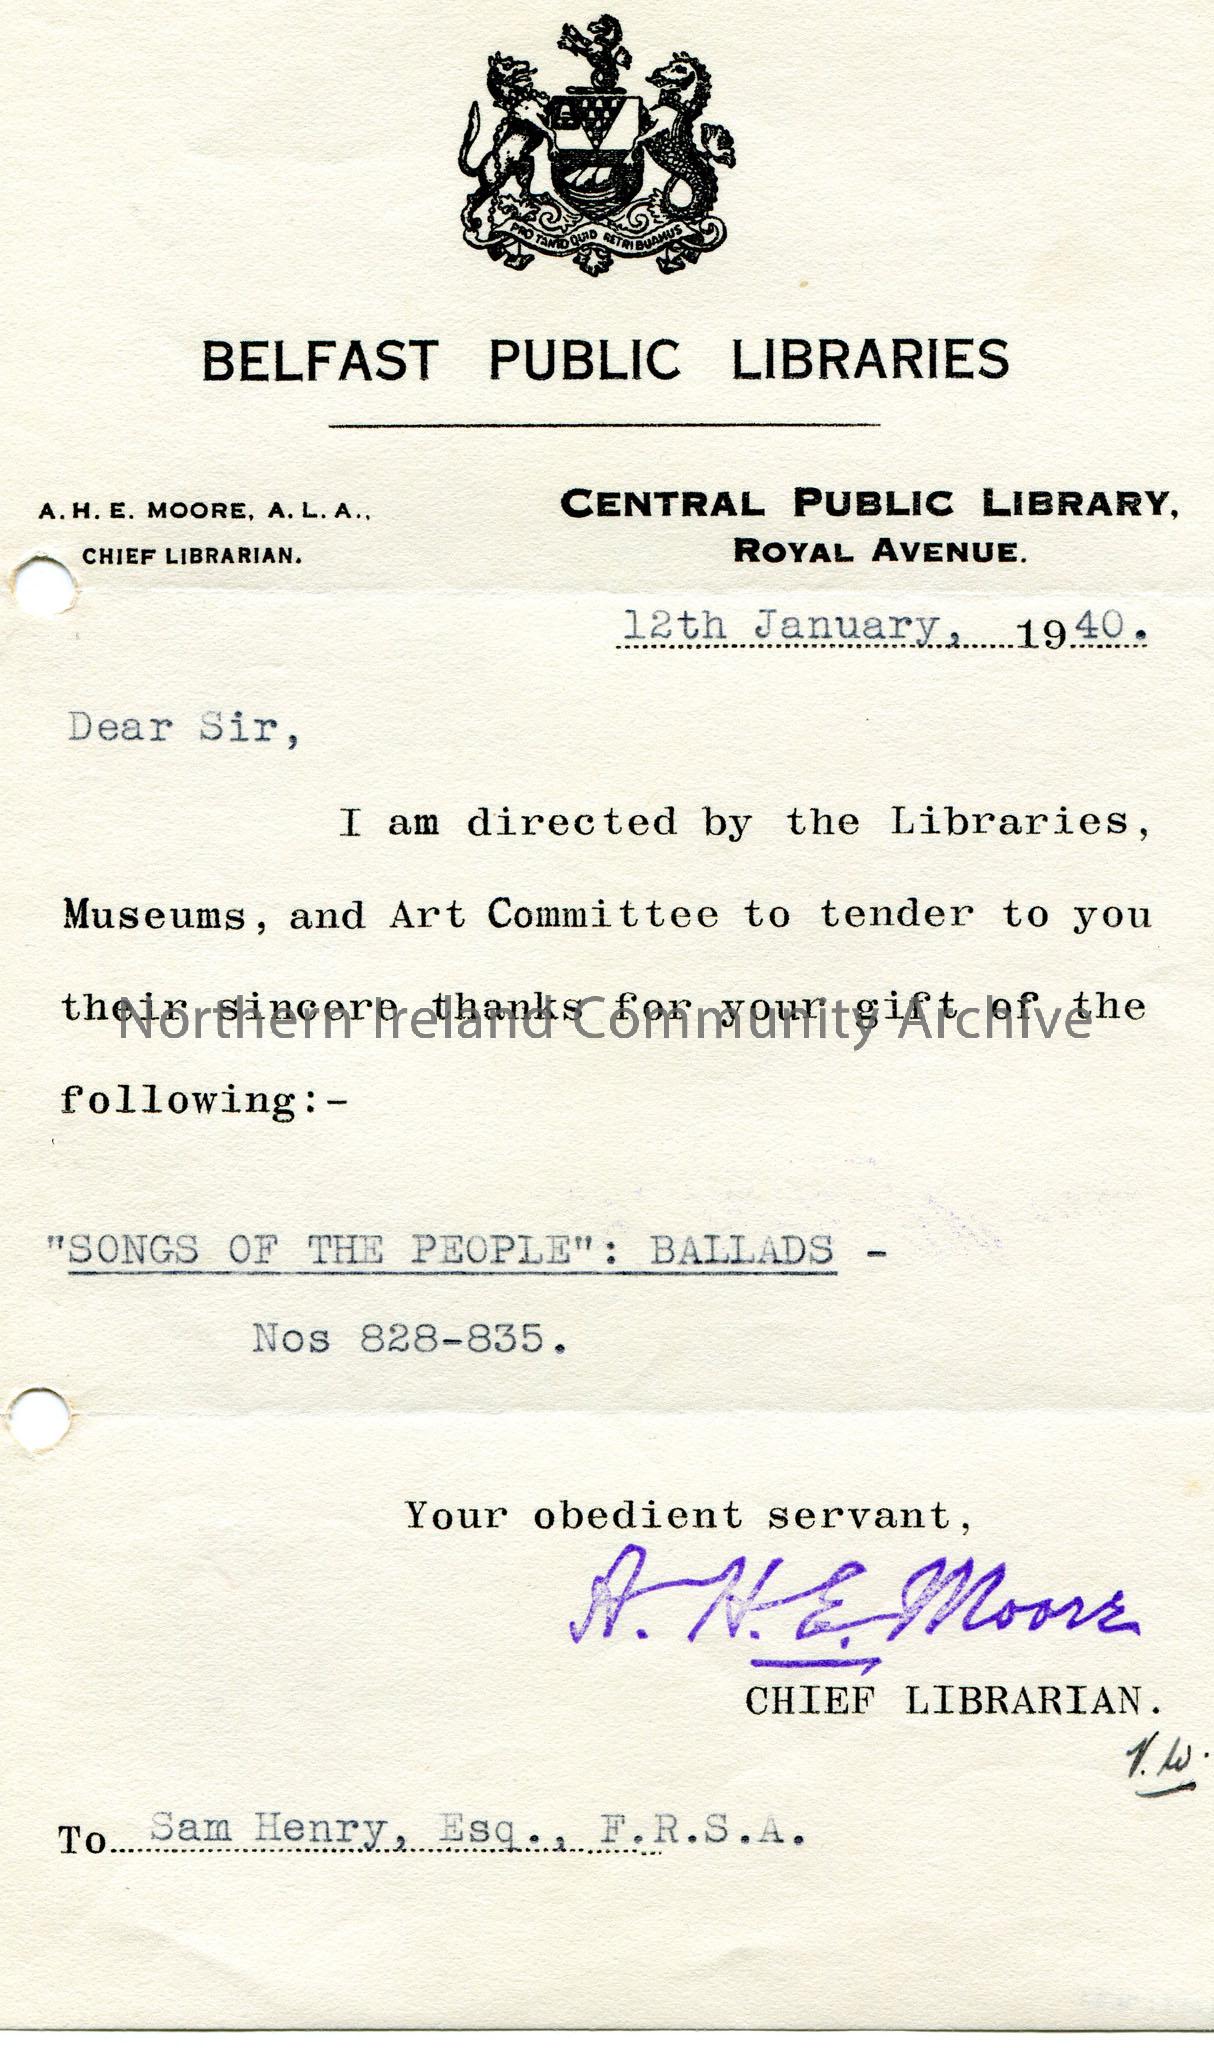 PRO TANTO QUID RETRIBUAMUS
BELFAST PUBLIC LIBRARIES
A. H. E. MOORE, A. L. A.,
CHIEF LIBRARIAN.
CENTRAL PUBLIC LIBRARY,
ROYAL AVENUE.
12th January, 1940.
Dear Sir,
I am directed by the Libraries,
Museums, and Art Committee to tender to you
their sincere thanks for your gift of the
Northern Ireland Community Archive
following:-
"SONGS OF THE PEOPLE": BALLADS -
Nos 828-835.
Your obedient servant,
A. H. E. Moore
CHIEF LIBRARIAN.
V.W.
To Sam Henry, Esq., F.R.S.A.